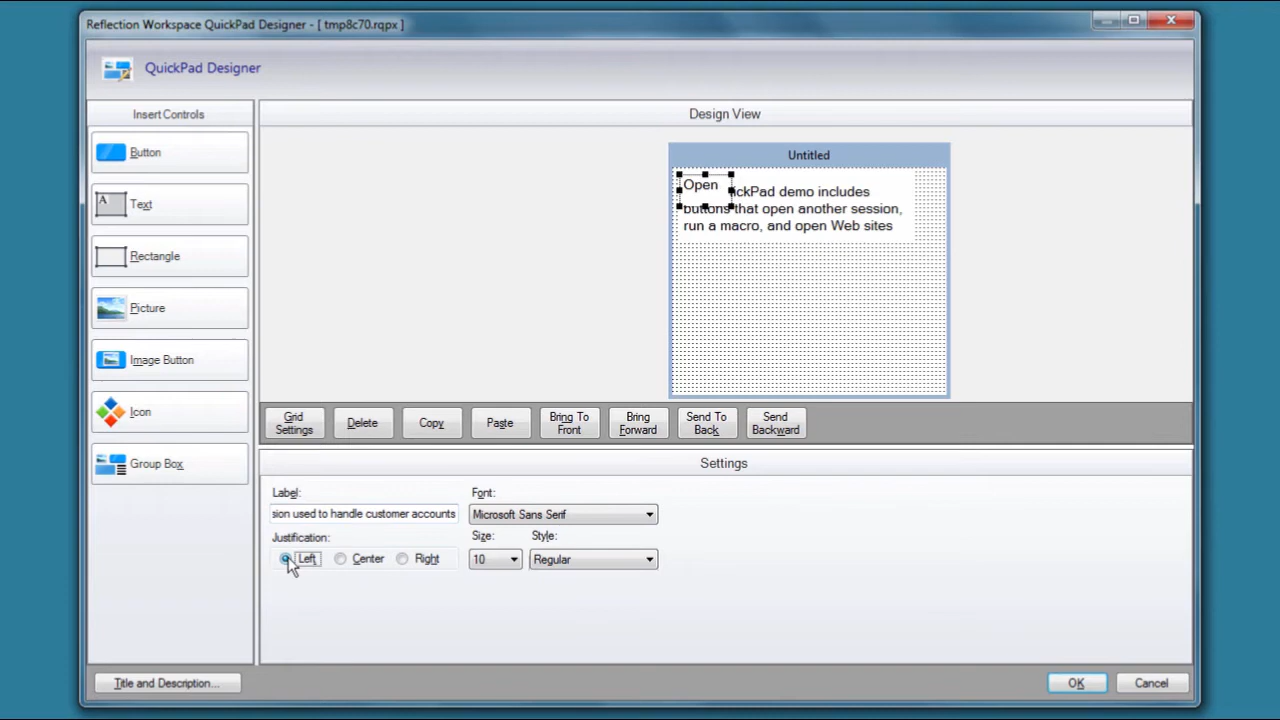 Reflection Workspace QuickPad Designer - [ tmp8c70.rqpx ]
QuickPad Designer
Insert Controls
Button
Text
Rectangle
Picture
Image Button
Icon
Group Box
Design View
Untitled
Open
ickPad demo includes
buttons that open another session,
run a macro, and open Web sites
Grid Settings
Delete
Copy
Paste
Bring To Front
Bring Forward
Send To Back
Send Backward
Settings
Label:
sion used to handle customer accounts
Justification:
Left
Center
Right
Font:
Microsoft Sans Serif
Size:
Style:
10
Regular
Title and Description...
OK
Cancel